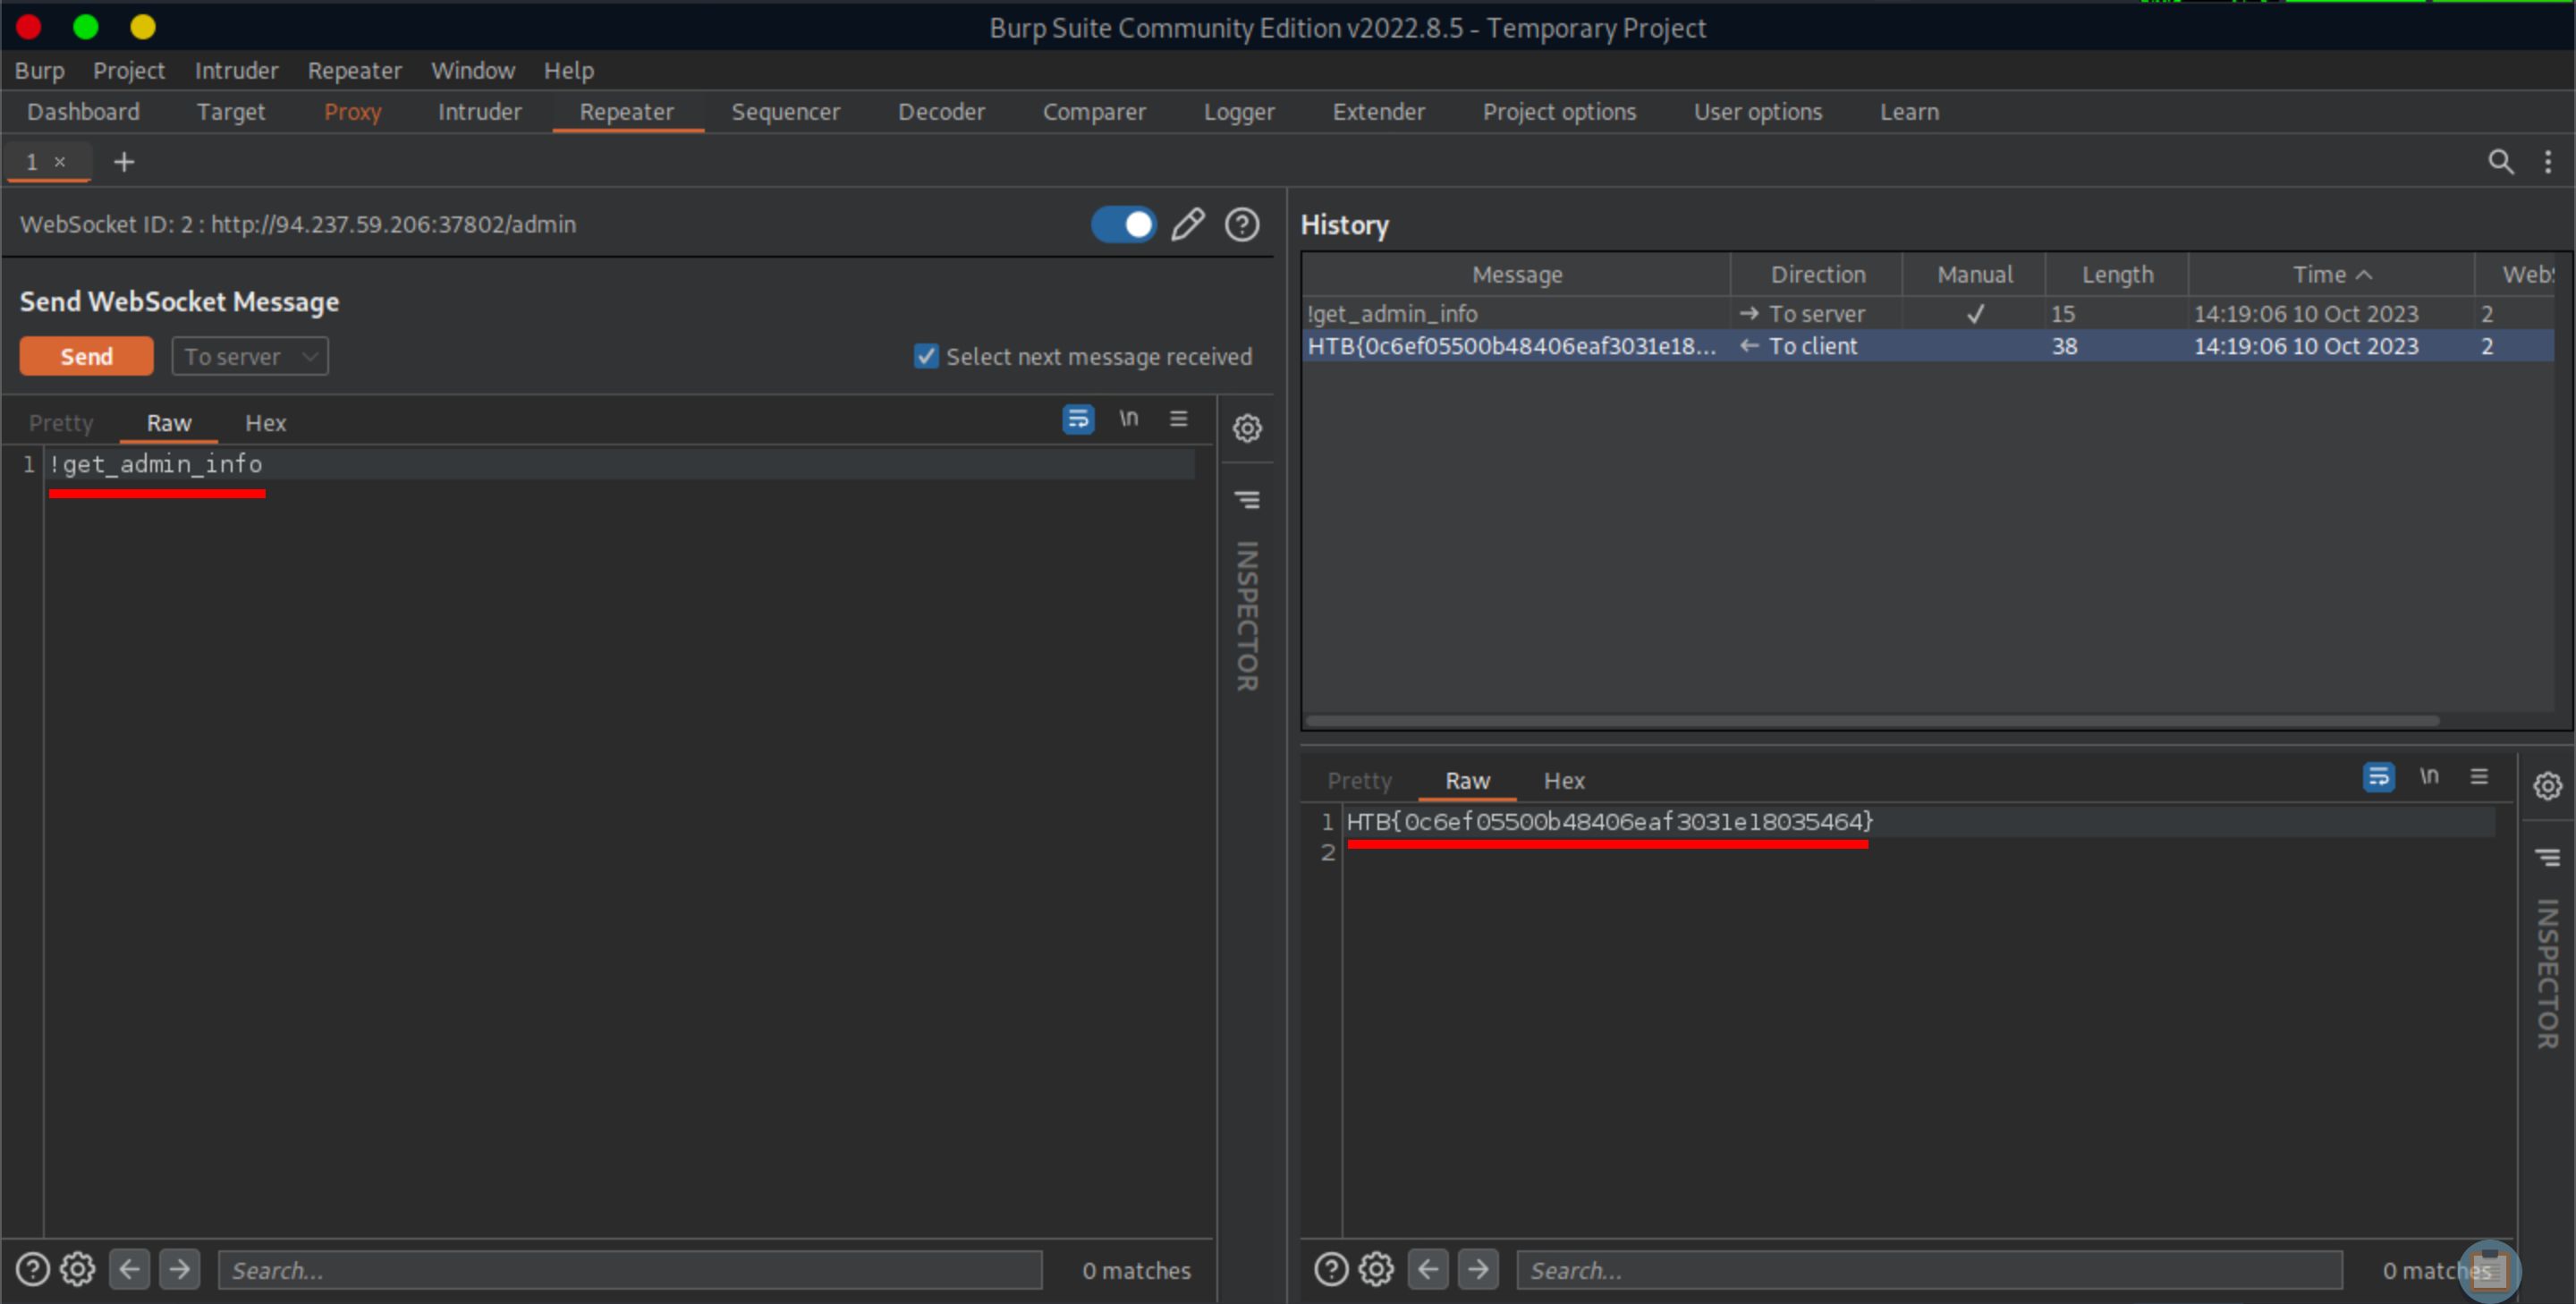 Burp Suite Community Edition v2022.8.5 - Temporary Project
Burp Project Intruder Repeater Window Help
Dashboard Target Proxy Intruder Repeater Sequencer Decoder Comparer Logger Extender Project options User options Learn
1 × +
WebSocket ID: 2 : http://94.237.59.206:37802/admin
Send WebSocket Message
Send To server Select next message received
Pretty Raw Hex \n
1 !get_admin_info
INSPECTOR
Search... 0 matches
History
Message Direction Manual Length Time WebS
!get_admin_info → To server ✓ 15 14:19:06 10 Oct 2023 2
HTB{0c6ef05500b48406eaf3031e18... ← To client 38 14:19:06 10 Oct 2023 2
Pretty Raw Hex \n
1 HTB{0c6ef05500b48406eaf3031e18035464}
2
INSPECTOR
Search... 0 matches